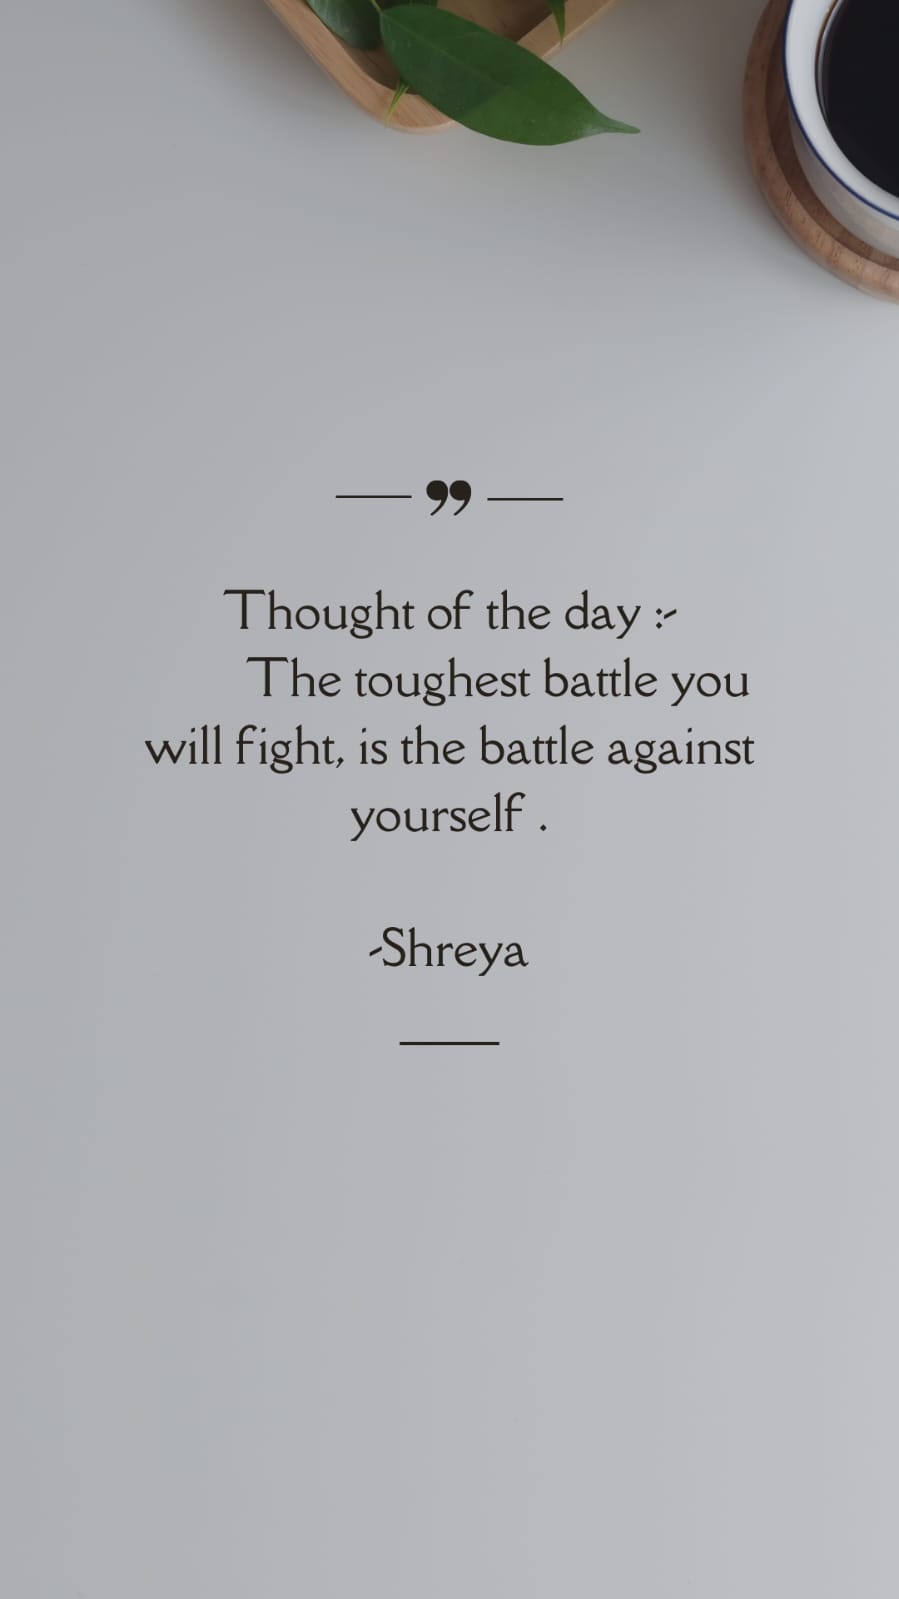 ❞
Thought of the day :-
The toughest battle you
will fight, is the battle against
yourself .
-Shreya